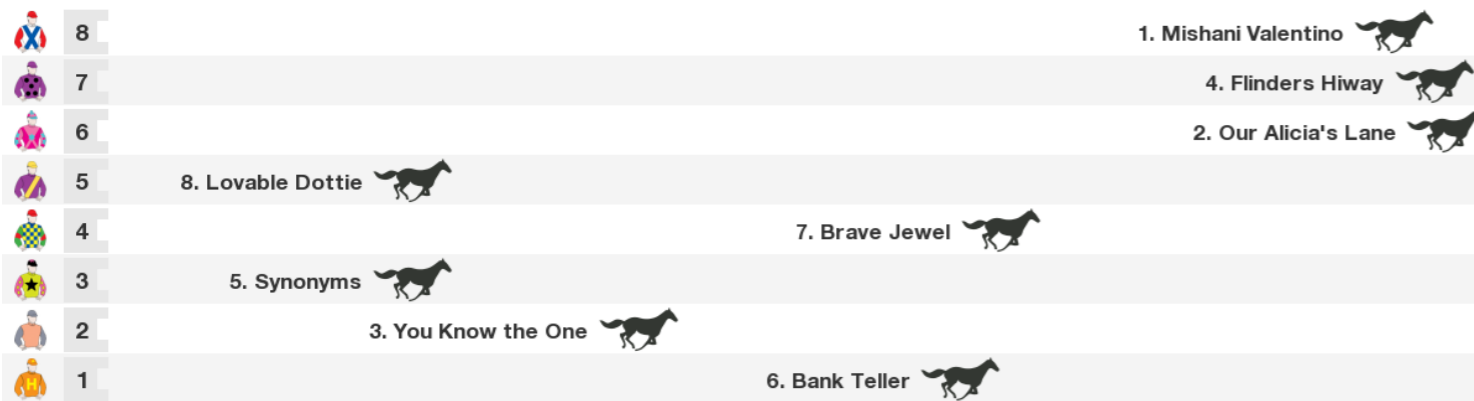 8 1. Mishani Valentino
7 4. Flinders Hiway
6 2. Our Alicia's Lane
5 8. Lovable Dottie
4 7. Brave Jewel
3 5. Synonyms
2 3. You Know the One
H 1 6. Bank Teller